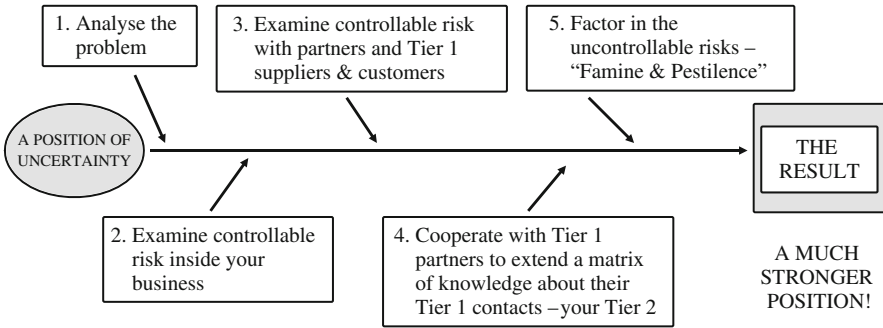 1. Analyse the
problem
3. Examine controllable risk
with partners and Tier 1
suppliers & customers
5. Factor in the
uncontrollable risks –
“Famine & Pestilence”
A POSITION OF
UNCERTAINTY
THE
RESULT
2. Examine controllable
risk inside your
business
4. Cooperate with Tier 1
partners to extend a matrix
of knowledge about their
Tier 1 contacts –your Tier 2
A MUCH
STRONGER
POSITION!